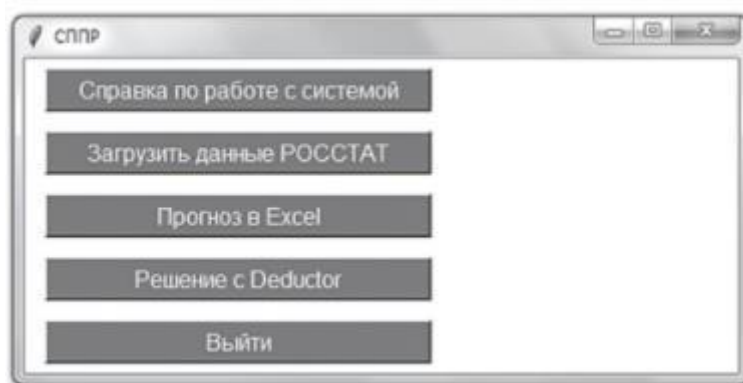 СППР
Справка по работе с системой
Загрузить данные РОССТАТ
Прогноз в Excel
Решение с Deductor
Выйти